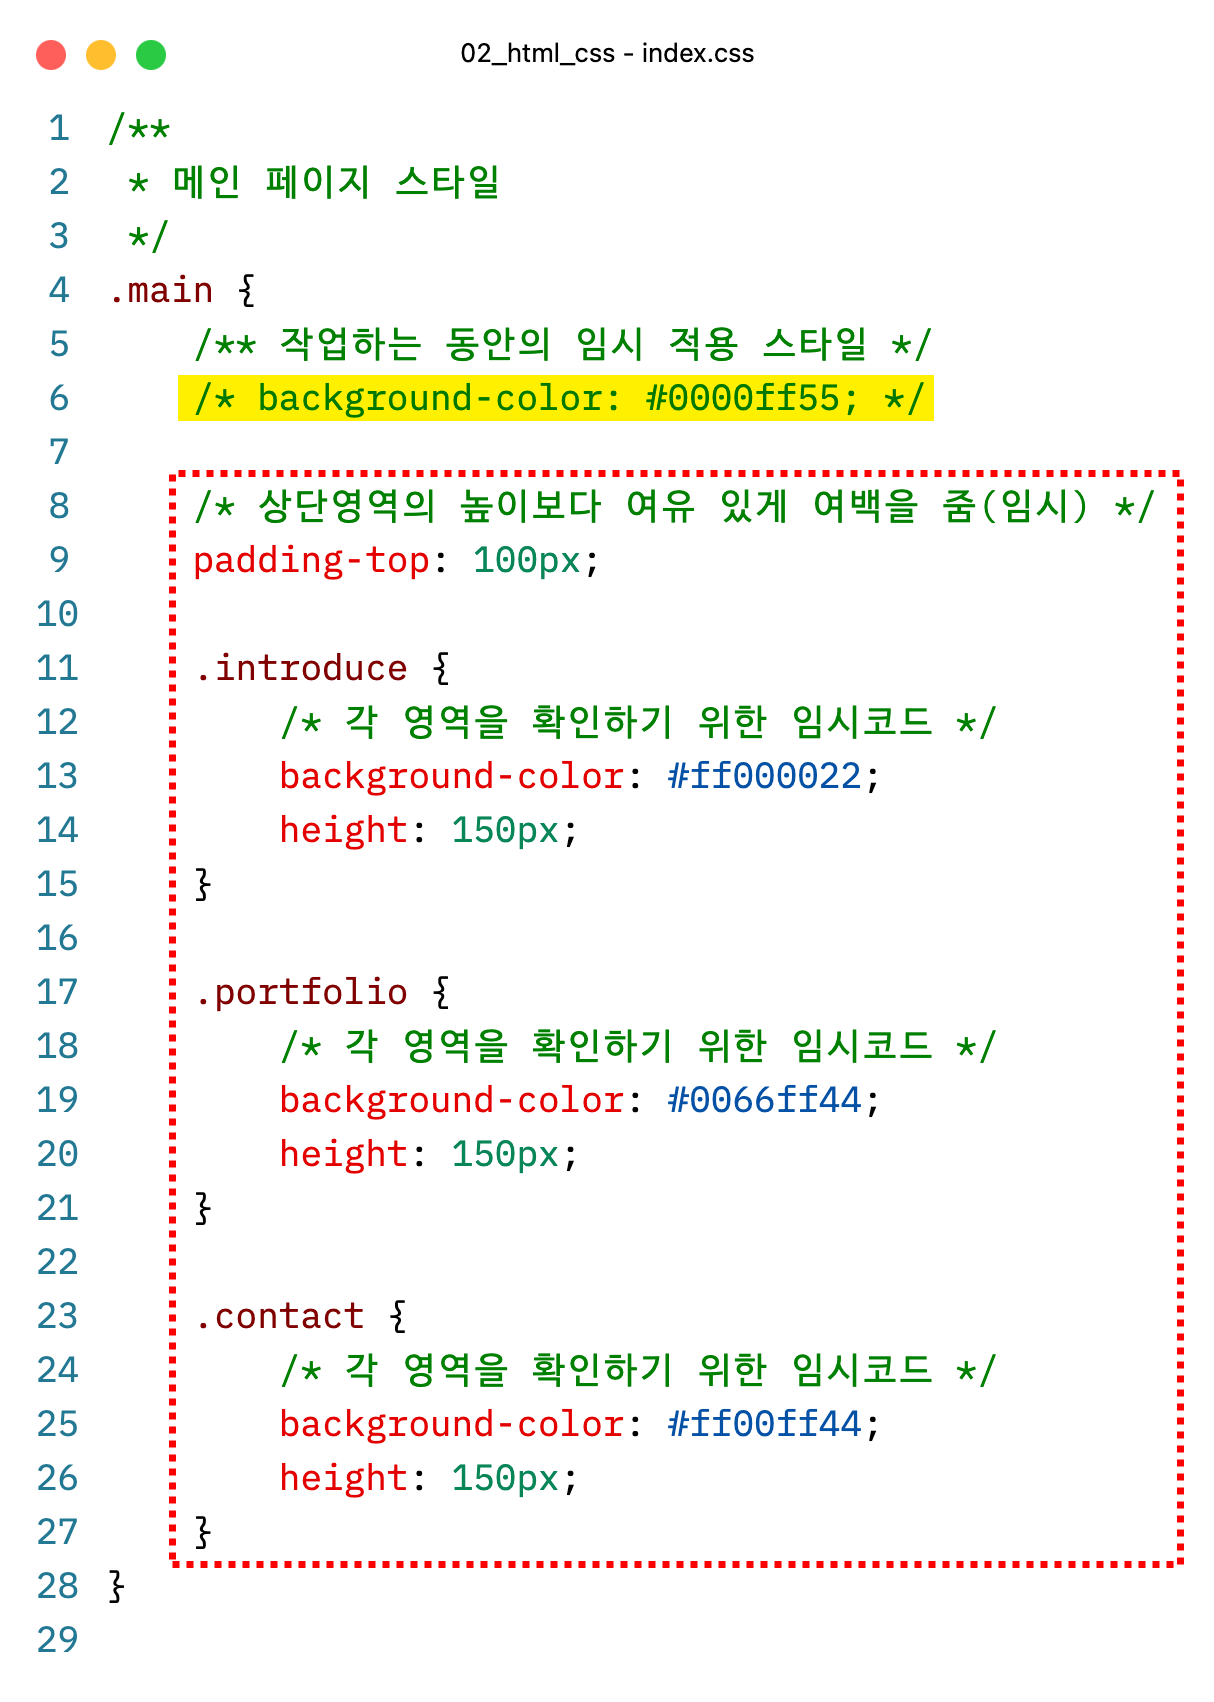 02_html_css - index.css
1 /**
2  * 메인 페이지 스타일
3  */
4 .main {
5     /** 작업하는 동안의 임시 적용 스타일 */
6     /* background-color: #0000ff55; */
7
8     /* 상단영역의 높이보다 여유 있게 여백을 줌(임시) */
9     padding-top: 100px;
10
11     .introduce {
12         /* 각 영역을 확인하기 위한 임시코드 */
13         background-color: #ff000022;
14         height: 150px;
15     }
16
17     .portfolio {
18         /* 각 영역을 확인하기 위한 임시코드 */
19         background-color: #0066ff44;
20         height: 150px;
21     }
22
23     .contact {
24         /* 각 영역을 확인하기 위한 임시코드 */
25         background-color: #ff00ff44;
26         height: 150px;
27     }
28 }
29